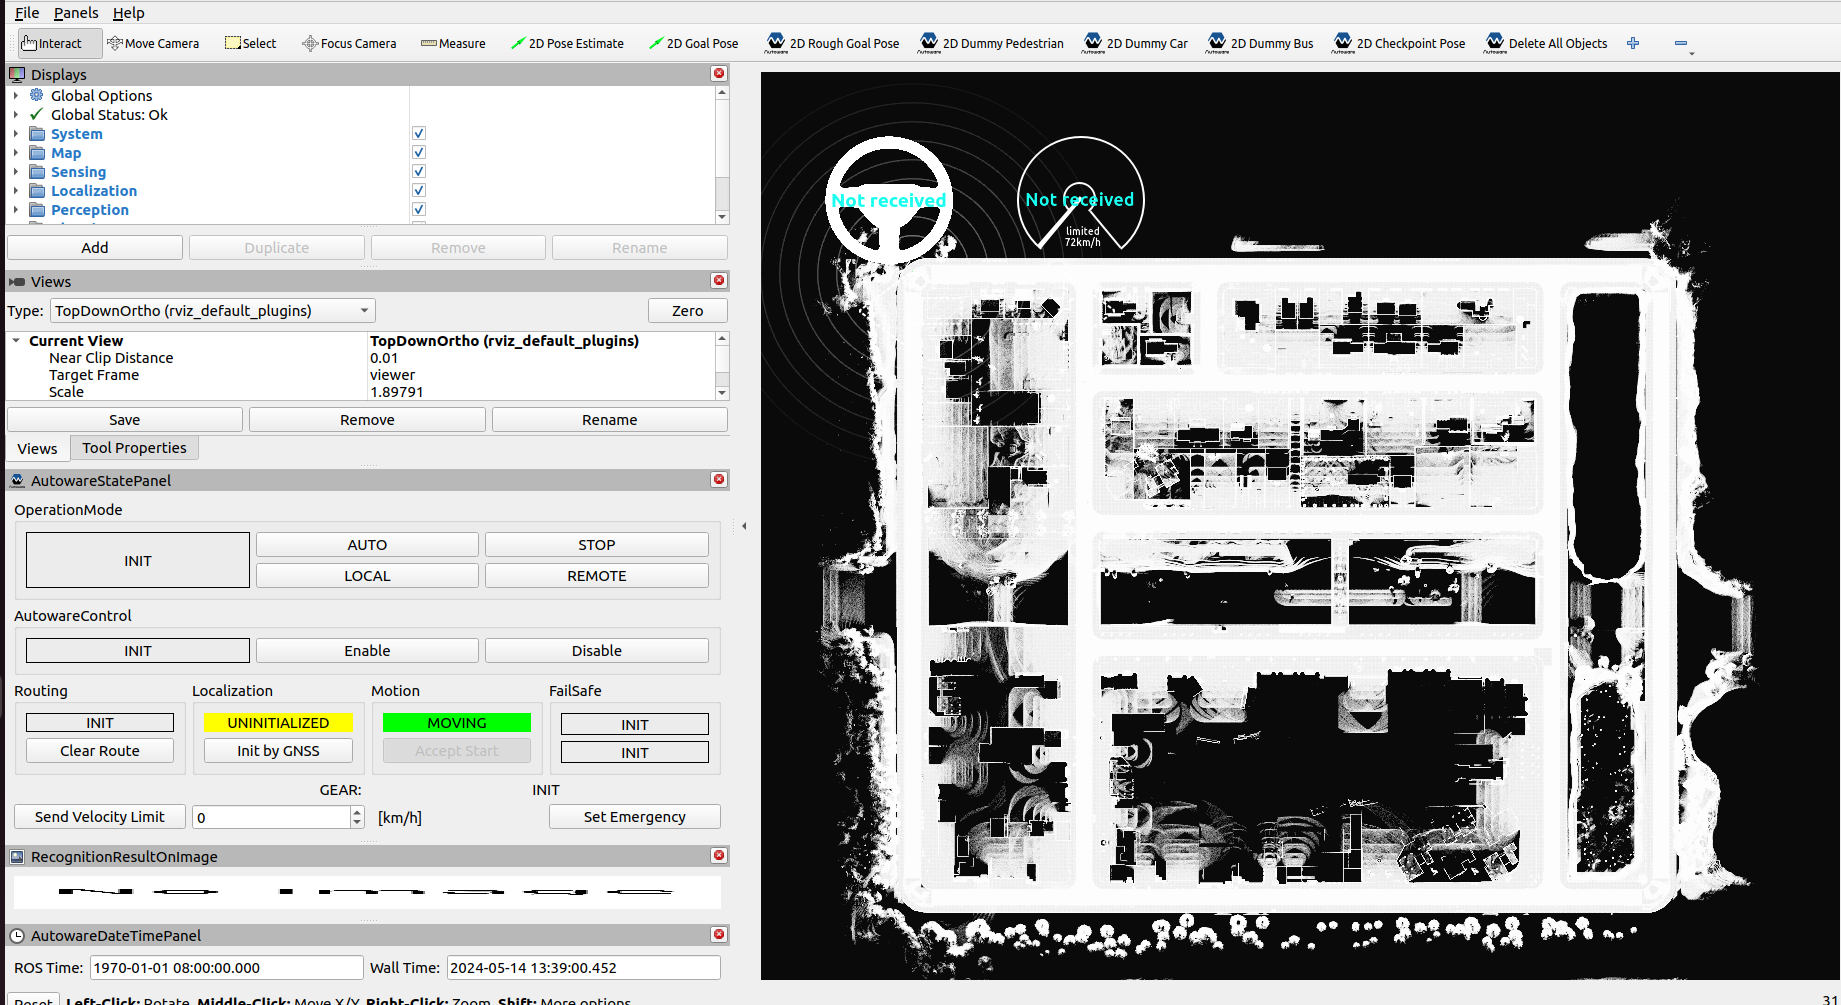 File Panels Help
Interact Move Camera Select Focus Camera Measure 2D Pose Estimate 2D Goal Pose 2D Rough Goal Pose 2D Dummy Pedestrian 2D Dummy Car 2D Dummy Bus 2D Checkpoint Pose Delete All Objects
Displays
Global Options
Global Status: Ok
System
Map
Sensing
Localization
Perception
Add Duplicate Remove Rename
Views
Type: TopDownOrtho (rviz_default_plugins) Zero
Current View TopDownOrtho (rviz_default_plugins)
Near Clip Distance 0.01
Target Frame viewer
Scale 1.89791
Save Remove Rename
Views Tool Properties
AutowareStatePanel
OperationMode
INIT AUTO STOP
LOCAL REMOTE
AutowareControl
INIT Enable Disable
Routing Localization Motion FailSafe
INIT UNINITIALIZED MOVING INIT
Clear Route Init by GNSS Accept Start INIT
GEAR: INIT
Send Velocity Limit 0 [km/h] Set Emergency
RecognitionResultOnImage
AutowareDateTimePanel
ROS Time: 1970-01-01 08:00:00.000 Wall Time: 2024-05-14 13:39:00.452
Reset Left-Click: Rotate. Middle-Click: Move X/Y. Right-Click: Zoom. Shift: More options.
Not received
Not received
limited
72km/h
31